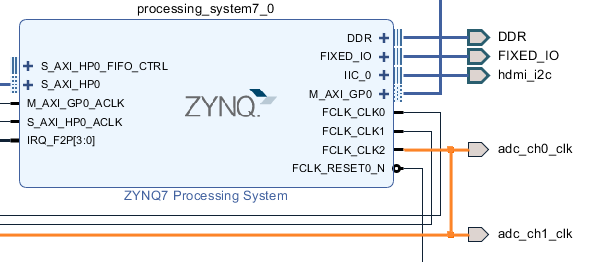 processing_system7_0
DDR
FIXED_IO
IIC_0
M_AXI_GP0
FCLK_CLK0
FCLK_CLK1
FCLK_CLK2
FCLK_RESET0_N
S_AXI_HP0_FIFO_CTRL
S_AXI_HP0
M_AXI_GP0_ACLK
S_AXI_HP0_ACLK
IRQ_F2P[3:0]
ZYNQ.
ZYNQ7 Processing System
DDR
FIXED_IO
hdmi_i2c
adc_ch0_clk
adc_ch1_clk